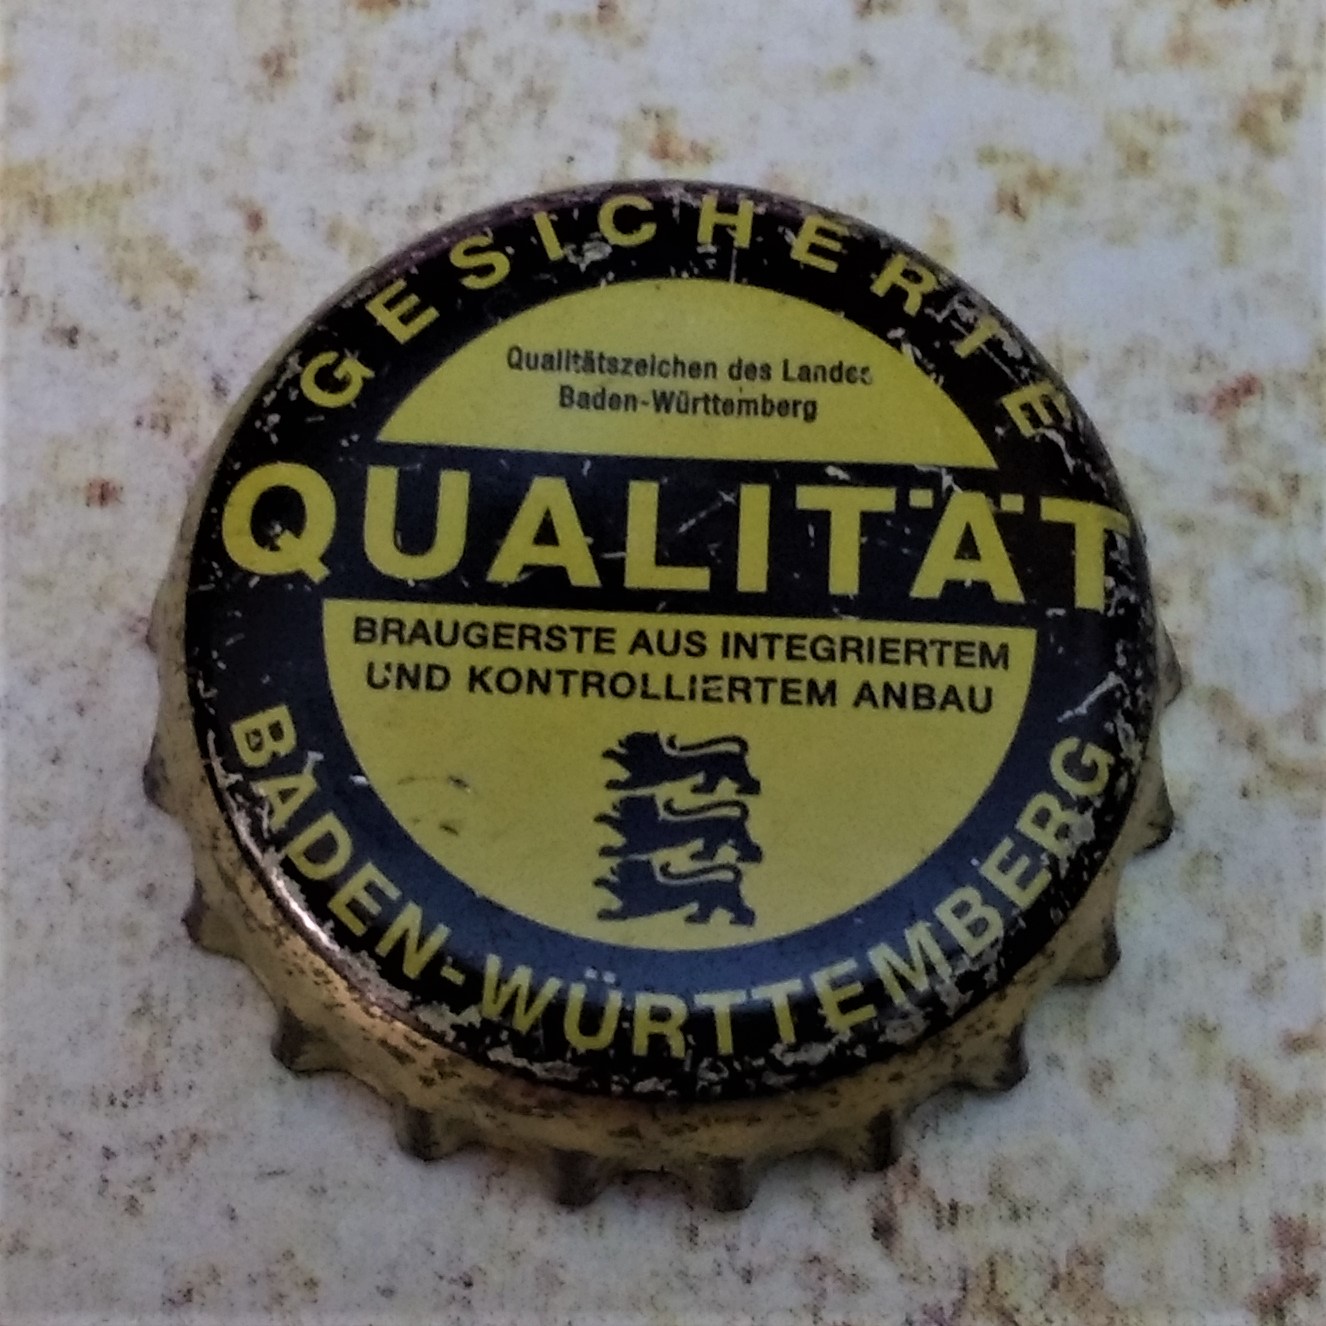 GESICHERTE
Qualitätszeichen des Landes
Baden-Württemberg
QUALITÄT
BRAUGERSTE AUS INTEGRIERTEM
UND KONTROLLIERTEM ANBAU
BADEN-WÜRTTEMBERG